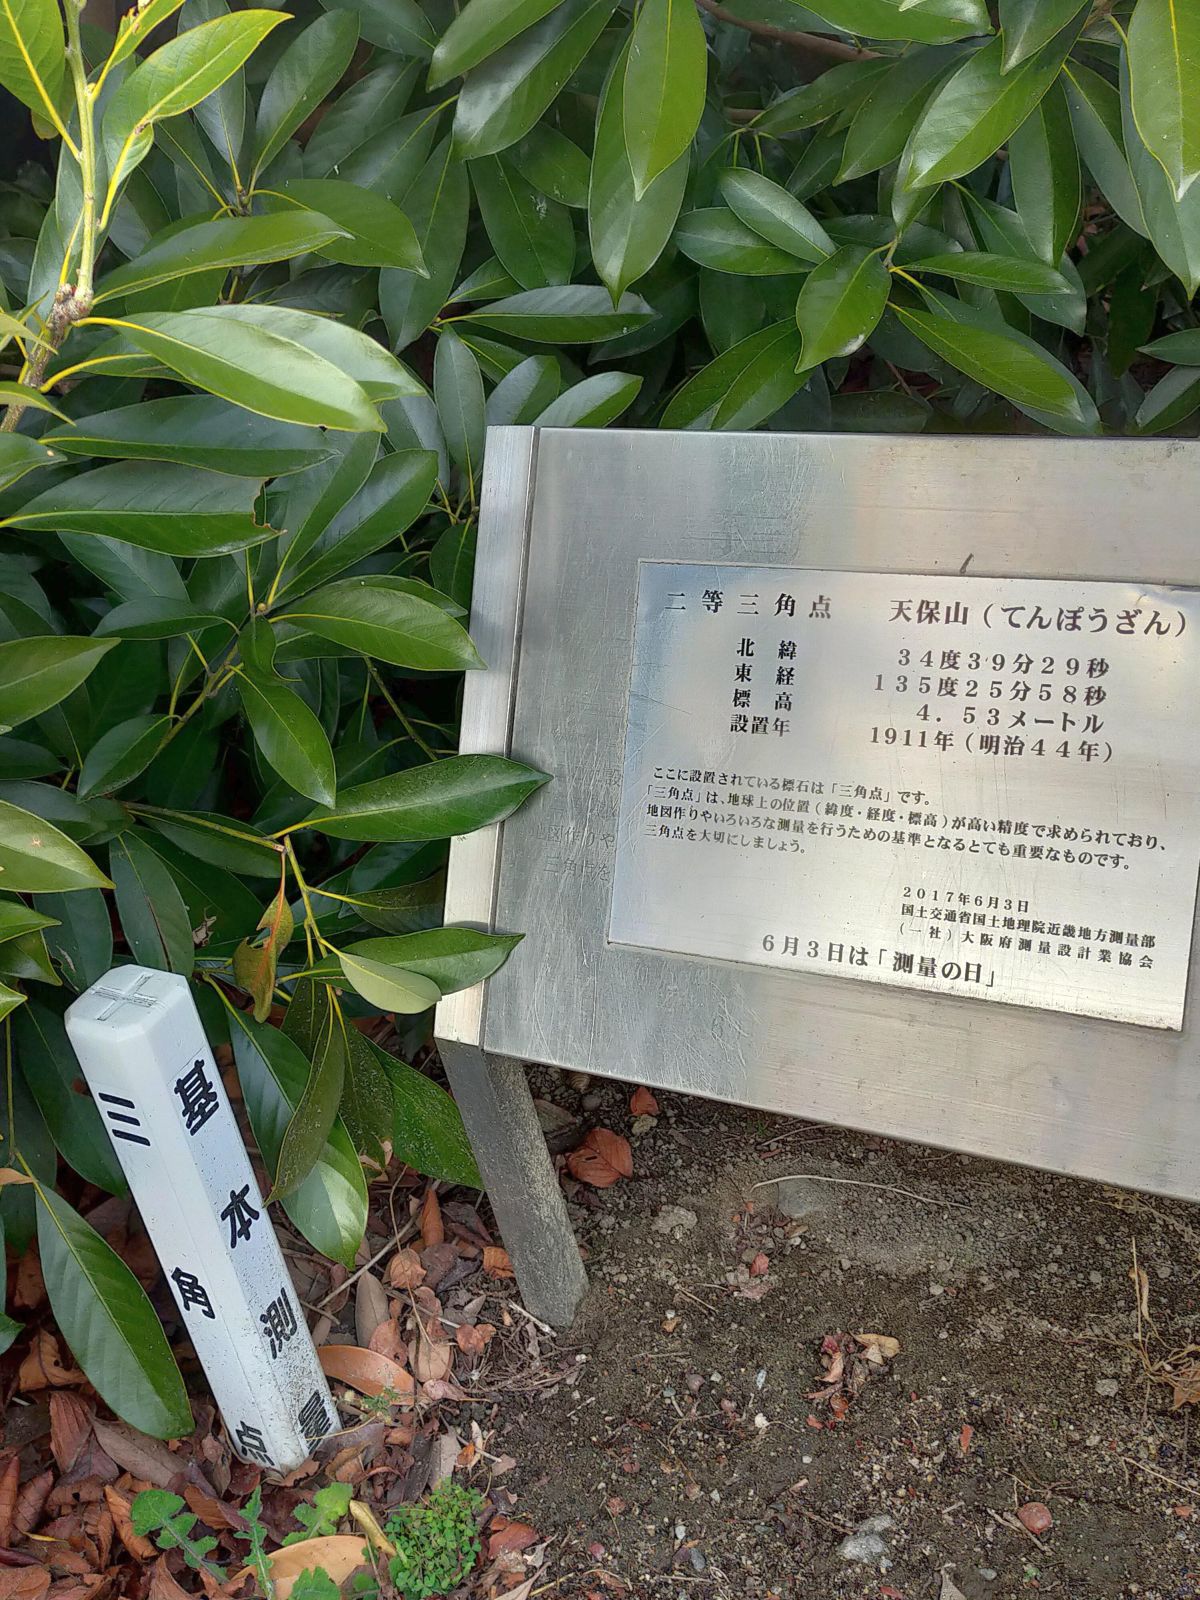 二等三角点　天保山（てんぽうざん）
北緯　３４度３９分２９秒
東経　１３５度２５分５８秒
標高　４．５３メートル
設置年　１９１１年（明治４４年）
ここに設置されている標石は「三角点」です。
「三角点」は、地球上の位置（緯度・経度・標高）が高い精度で求められており、
地図作りやいろいろな測量を行うための基準となるとても重要なものです。
三角点を大切にしましょう。
２０１７年６月３日
国土交通省国土地理院近畿地方測量部
（一社）大阪府測量設計業協会
６月３日は「測量の日」
三角点
基本測量